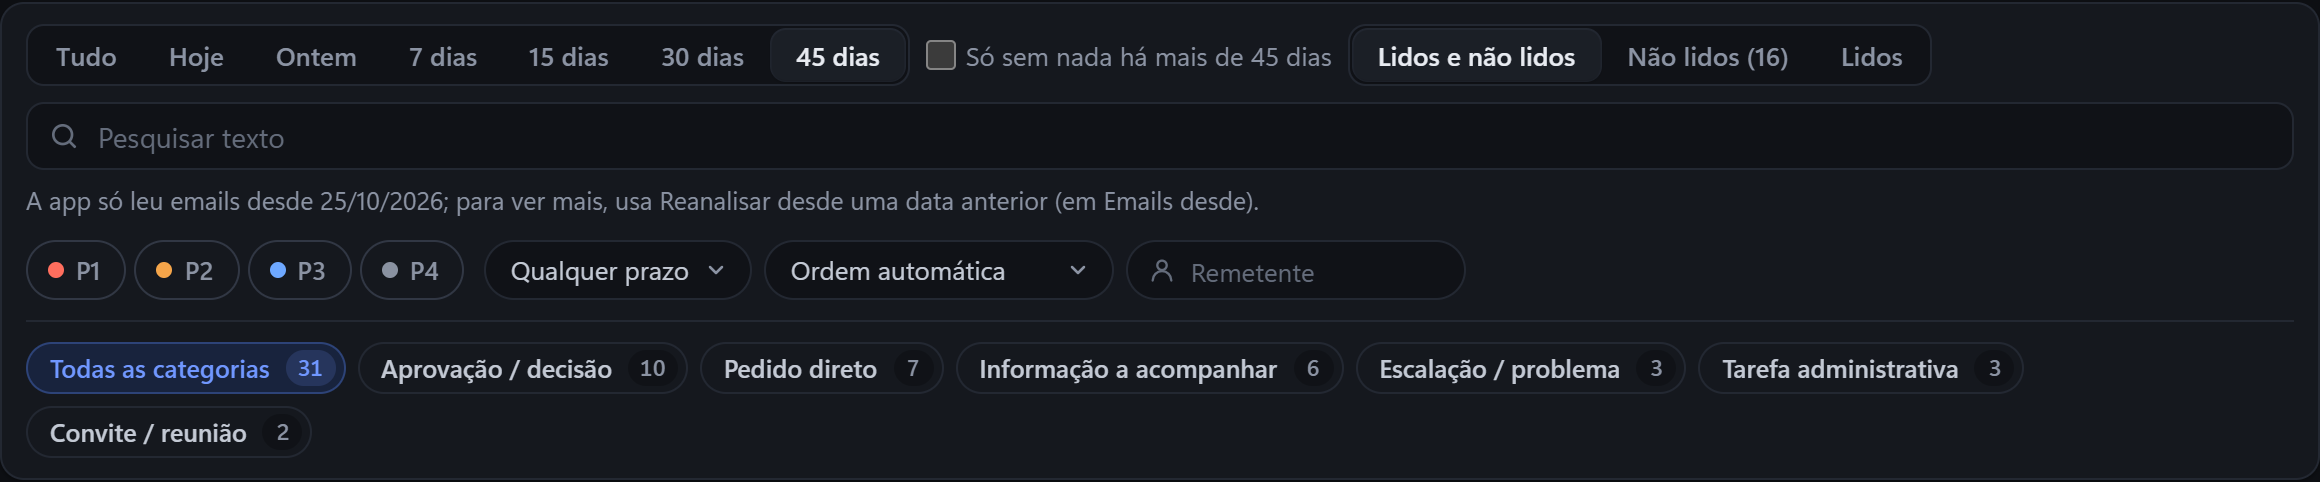 Tudo Hoje Ontem 7 dias 15 dias 30 dias 45 dias Só sem nada há mais de 45 dias Lidos e não lidos Não lidos (16) Lidos
Pesquisar texto
A app só leu emails desde 25/10/2026; para ver mais, usa Reanalisar desde uma data anterior (em Emails desde).
P1 P2 P3 P4 Qualquer prazo Ordem automática Remetente
Todas as categorias 31 Aprovação / decisão 10 Pedido direto 7 Informação a acompanhar 6 Escalação / problema 3 Tarefa administrativa 3
Convite / reunião 2